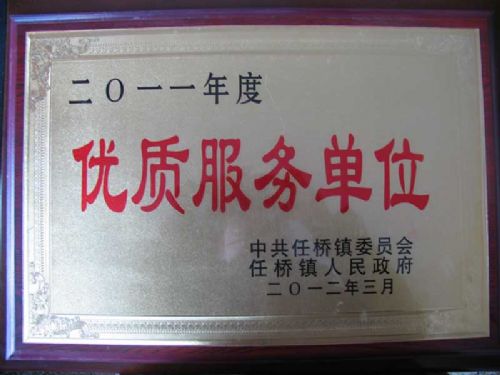 二〇一一年度
优质服务单位
中共任桥镇委员会
任桥镇人民政府
二〇一二年三月